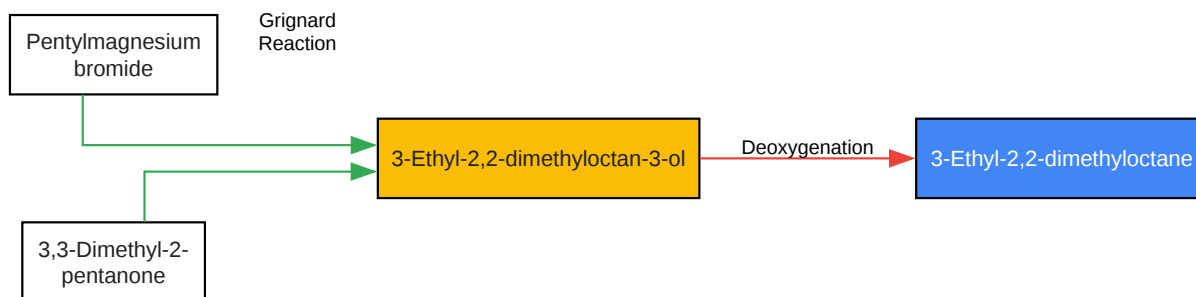 Pentylmagnesium
bromide
Grignard
Reaction
3-Ethyl-2,2-dimethyloctan-3-ol
Deoxygenation
3-Ethyl-2,2-dimethyloctane
3,3-Dimethyl-2-
pentanone